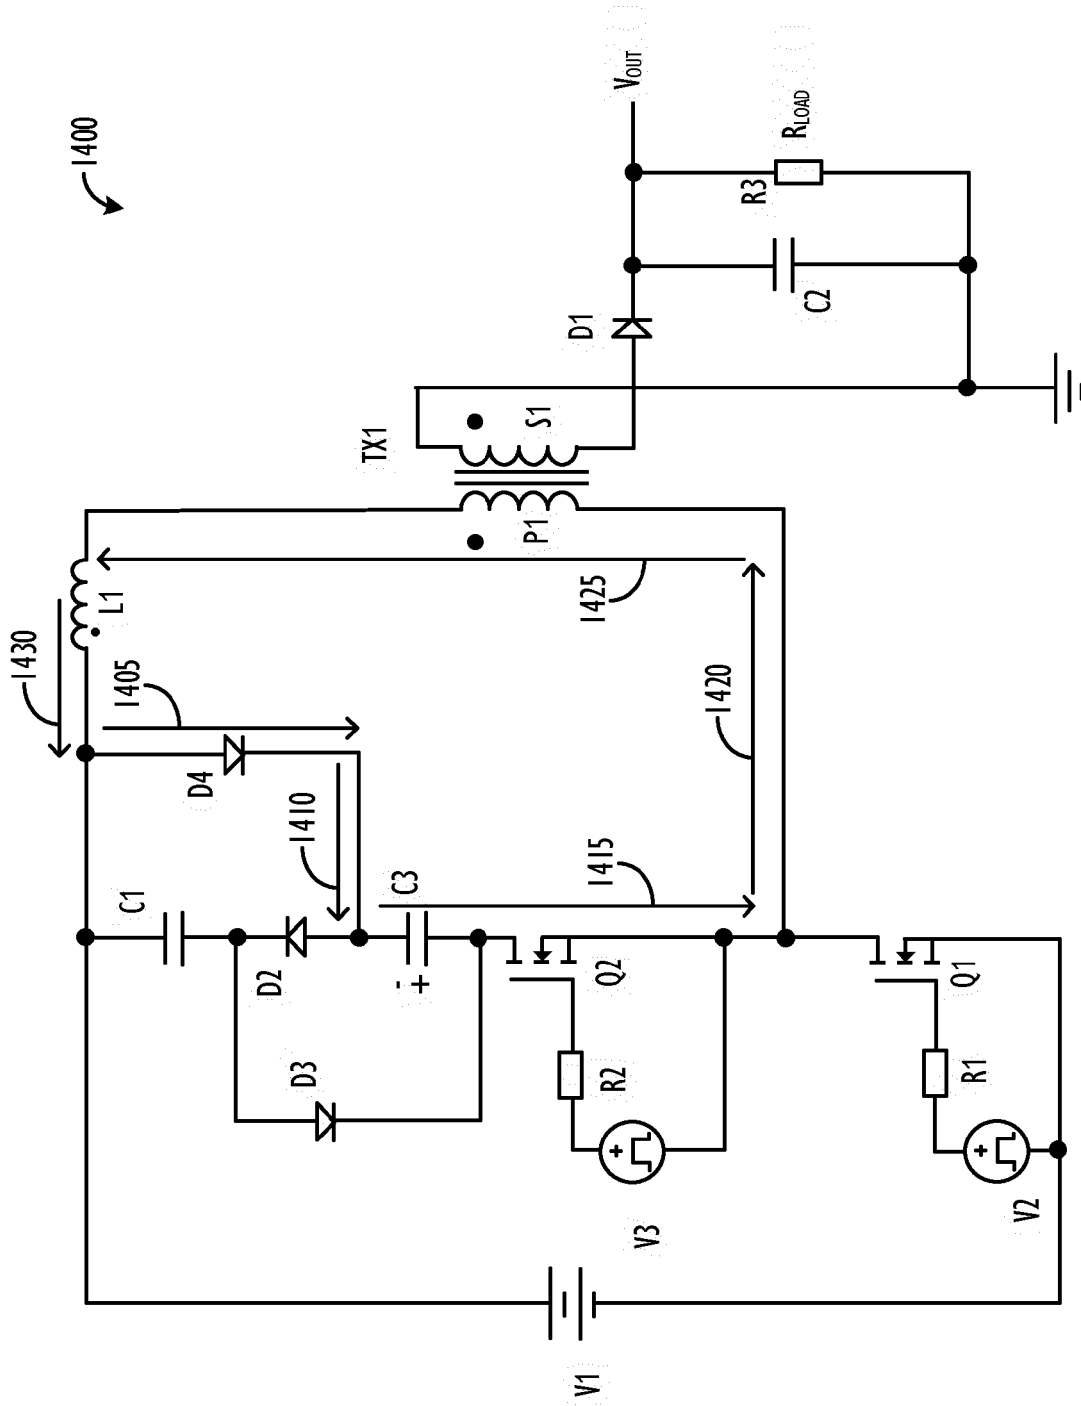 1400
V1
V3
V2
D3
R2
R1
C1
D2
- +
C3
Q2
Q1
1410
1415
D4
1405
1430
1420
L1
1425
P1
TX1
S1
D1
C2
R3
RLOAD
VOUT
+
+